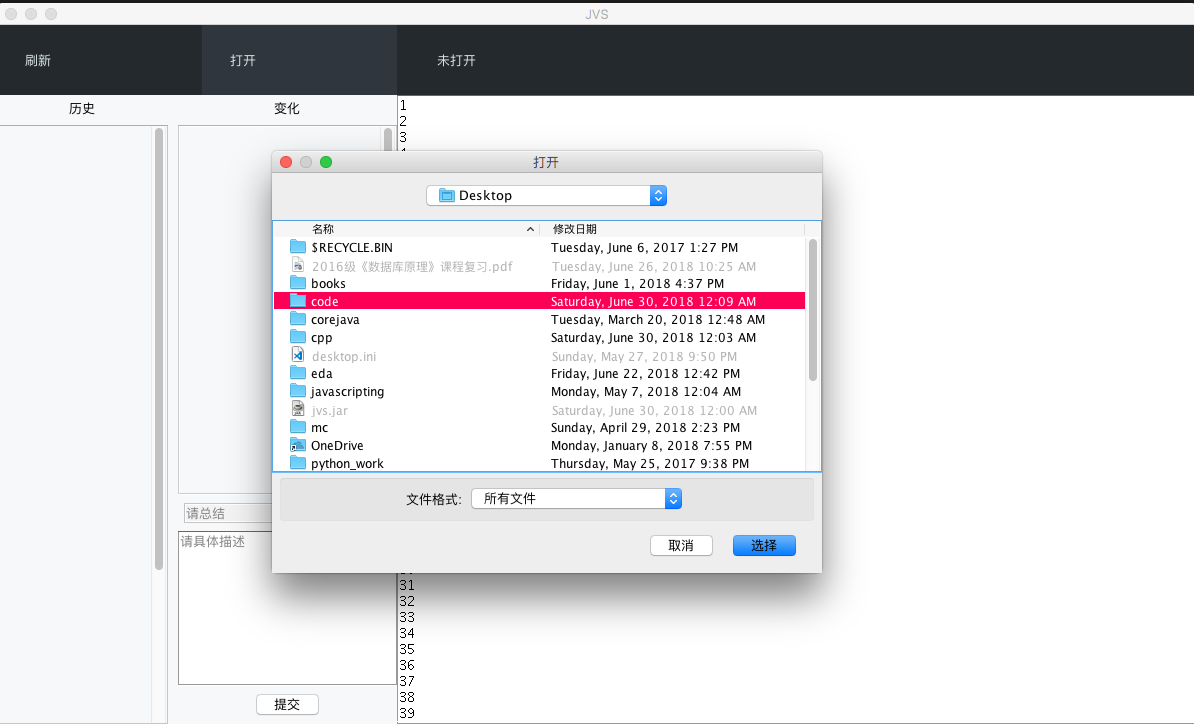 JVS
刷新 打开 未打开
历史 变化
1
2
3
打开
Desktop
名称 修改日期
$RECYCLE.BIN Tuesday, June 6, 2017 1:27 PM
2016级《数据库原理》课程复习.pdf Tuesday, June 26, 2018 10:25 AM
books Friday, June 1, 2018 4:37 PM
code Saturday, June 30, 2018 12:09 AM
corejava Tuesday, March 20, 2018 12:48 AM
cpp Saturday, June 30, 2018 12:03 AM
desktop.ini Sunday, May 27, 2018 9:50 PM
eda Friday, June 22, 2018 12:42 PM
javascripting Monday, May 7, 2018 12:04 AM
jvs.jar Saturday, June 30, 2018 12:00 AM
mc Sunday, April 29, 2018 2:23 PM
OneDrive Monday, January 8, 2018 7:55 PM
python_work Thursday, May 25, 2017 9:38 PM
文件格式: 所有文件
取消 选择
请总结
请具体描述
31
32
33
34
35
36
37
38
39
提交